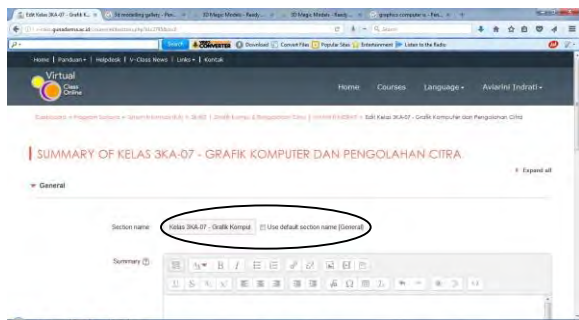 Edit Kelas 3KA-07 - Grafik K...
3D modelling gallery - Pen...
3D Magic Models - Ready...
3D Magic Models - Ready...
graphics computer s - Pen...
Search
Search
CONVERTER
Download
Convert Files
Popular Sites
Entertainment
Listen to the Radio
Home | Panduan | Helpdesk | V-Class News | Links | Kontak
Virtual
Class
Online
Home
Courses
Language
Aviarini Indrati
Edit Kelas 3KA-07 - Grafik Komputer dan Pengolahan Citra
SUMMARY OF KELAS 3KA-07 - GRAFIK KOMPUTER DAN PENGOLAHAN CITRA
Expand all
General
Section name
Kelas 3KA-07 - Grafik Komput
Use default section name [General]
Summary